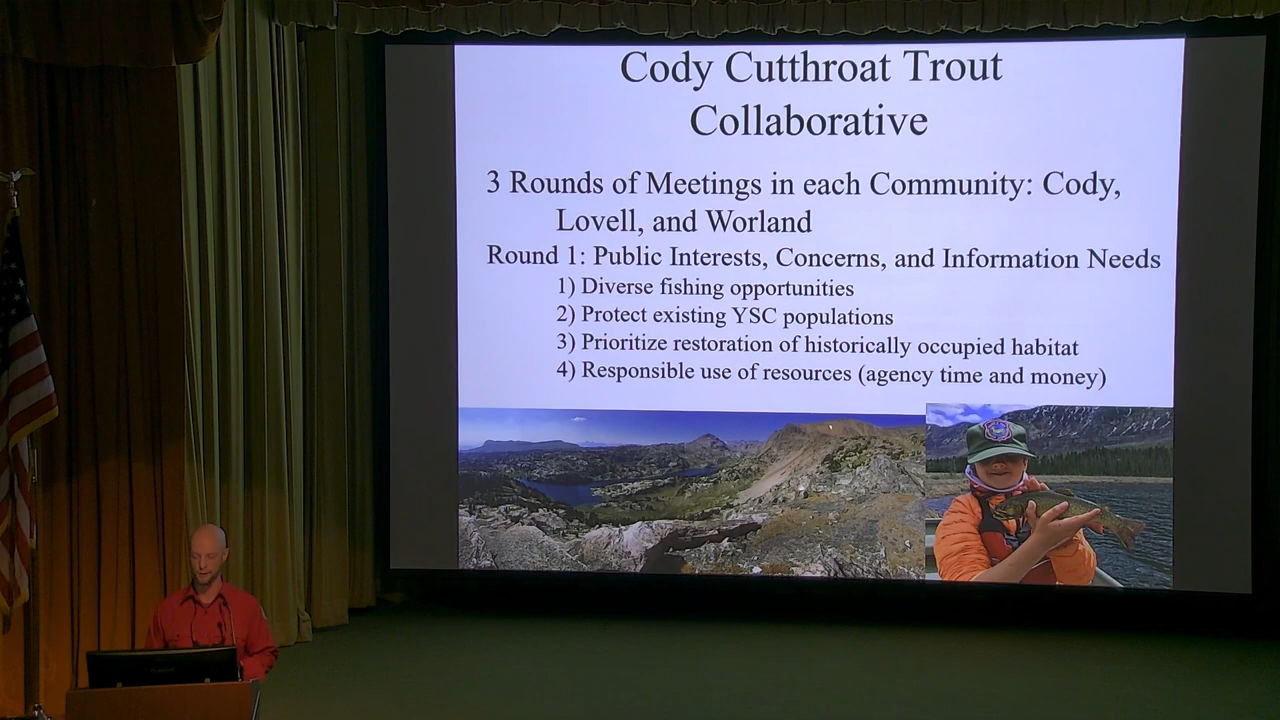 Cody Cutthroat Trout
Collaborative
3 Rounds of Meetings in each Community: Cody,
Lovell, and Worland
Round 1: Public Interests, Concerns, and Information Needs
1) Diverse fishing opportunities
2) Protect existing YSC populations
3) Prioritize restoration of historically occupied habitat
4) Responsible use of resources (agency time and money)